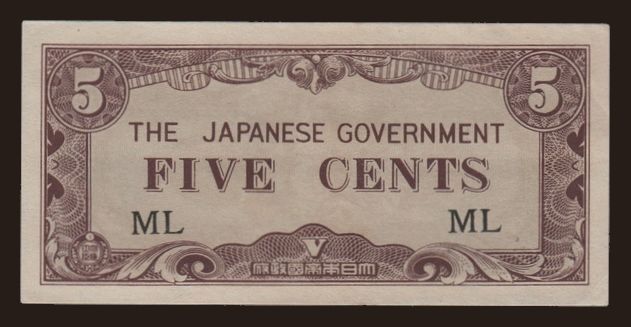 5 5
THE JAPANESE GOVERNMENT
FIVE CENTS
ML ML
V
府政國帝本日大